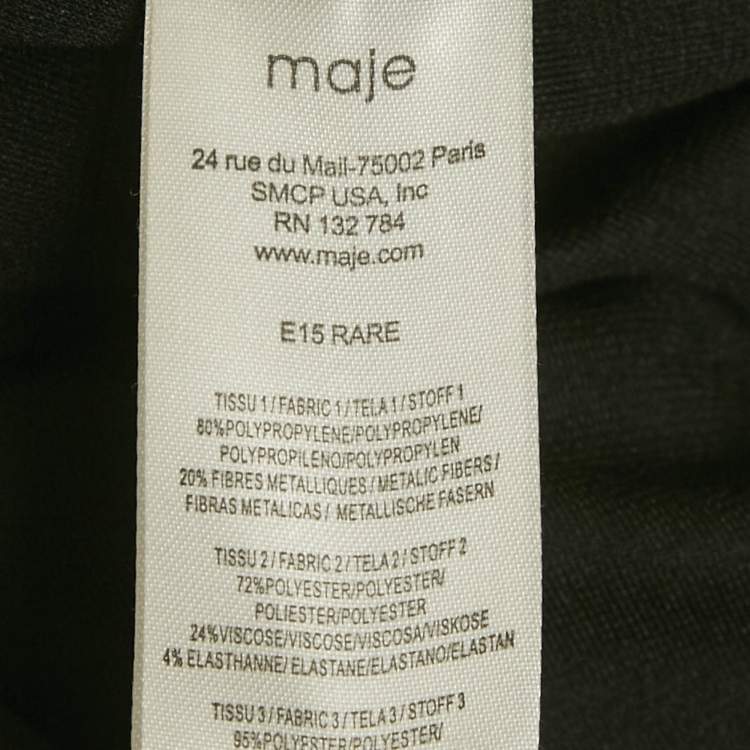 maje
24 rue du Mail-75002 Paris
SMCP USA, Inc
RN 132 784
www.maje.com
E15 RARE
TISSU 1 / FABRIC 1 / TELA 1 / STOFF 1
80%POLYPROPYLENE/POLYPROPYLENE/
POLYPROPILENO/POLYPROPYLEN
20% FIBRES METALLIQUES / METALIC FIBERS /
FIBRAS METALICAS / METALLISCHE FASERN
TISSU 2 / FABRIC 2 / TELA 2 / STOFF 2
72%POLYESTER/POLYESTER/
POLIESTER/POLYESTER
24%VISCOSE/VISCOSE/VISCOSA/VISKOSE
4% ELASTHANNE/ ELASTANE/ELASTANO/ELASTAN
TISSU 3 / FABRIC 3 / TELA 3 / STOFF 3
95%POLYESTER/POLYESTER/